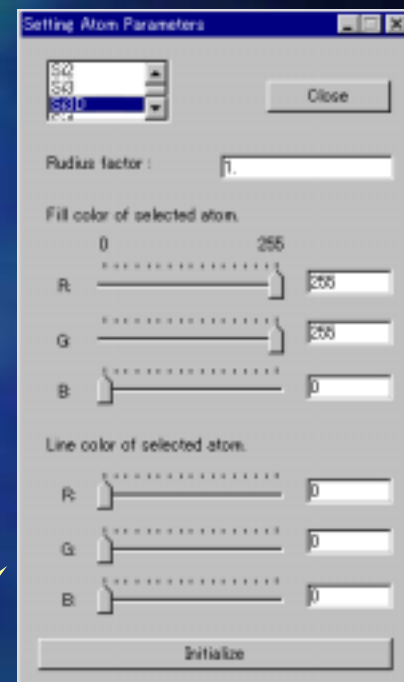 Setting Atom Parameters
Si2
Si3
Si3D
Close
Rudius factor :
1.
Fill color of selected atom.
0 255
R: 255
G: 255
B: 0
Line color of selected atom.
R: 0
G: 0
B: 0
Initialize